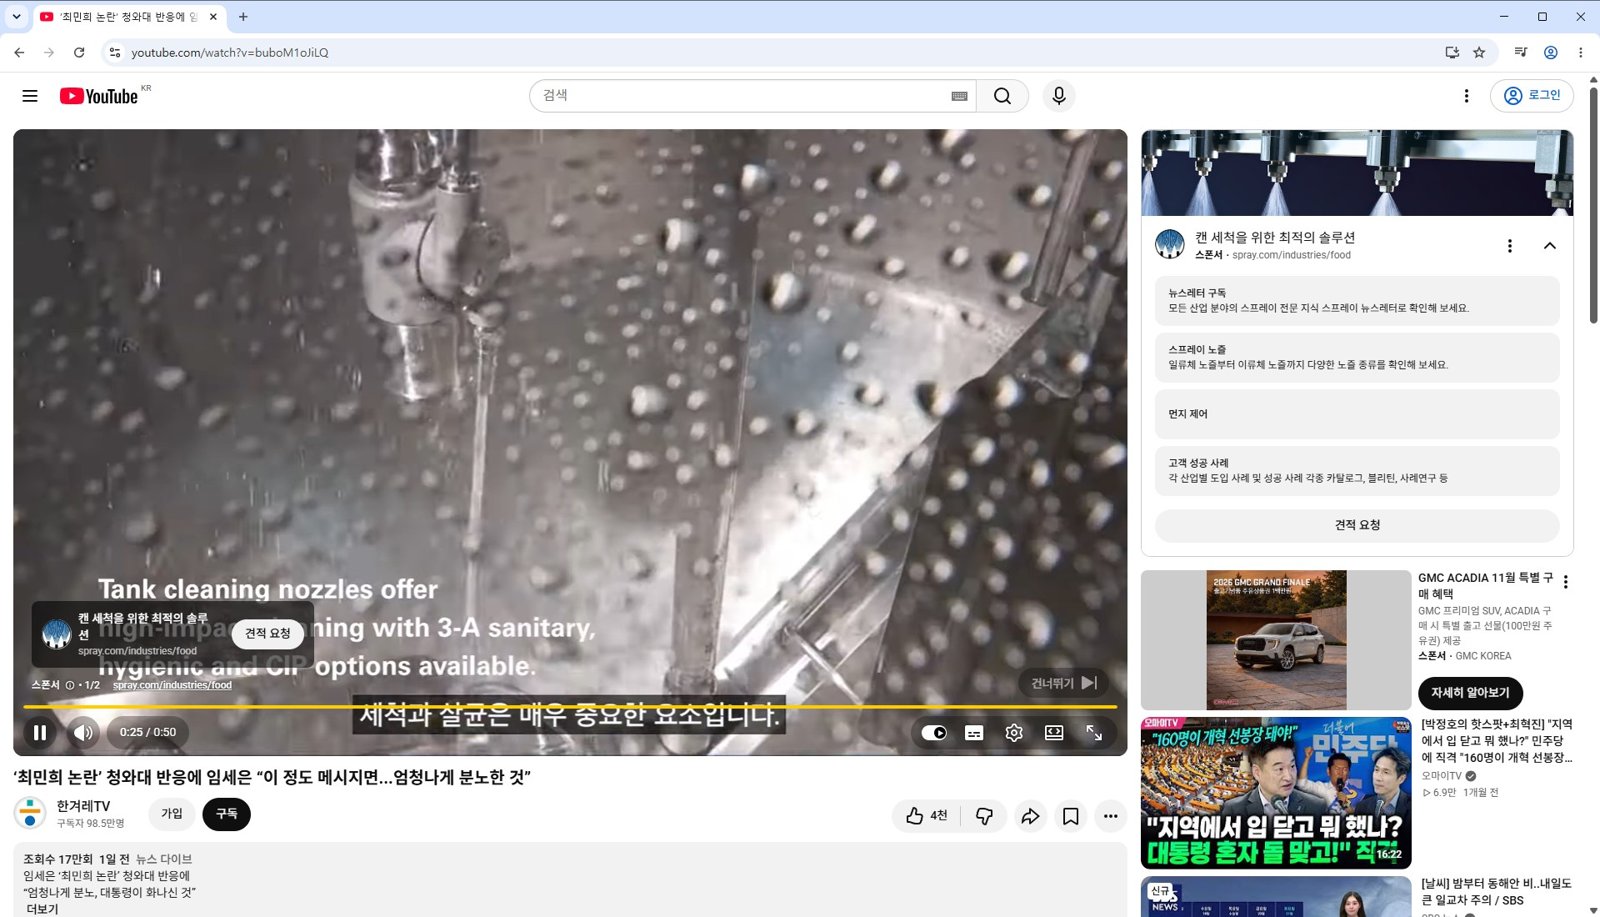 '최민희 논란' 청와대 반응에 임
youtube.com/watch?v=buboM1oJiLQ
YouTube KR
검색
로그인
Tank cleaning nozzles offer
high-impact cleaning with 3-A sanitary,
hygienic and CIP options available.
캔 세척을 위한 최적의 솔루
션
spray.com/industries/food
견적 요청
스폰서 · 1/2 spray.com/industries/food
건너뛰기
세척과 살균은 매우 중요한 요소입니다.
0:25 / 0:50
'최민희 논란' 청와대 반응에 임세은 “이 정도 메시지면...엄청나게 분노한 것”
한겨레TV
구독자 98.5만명
가입
구독
4천
조회수 17만회 1일 전 뉴스 다이브
임세은 '최민희 논란' 청와대 반응에
“엄청나게 분노, 대통령이 화나신 것”
더보기
캔 세척을 위한 최적의 솔루션
스폰서 · spray.com/industries/food
뉴스레터 구독
모든 산업 분야의 스프레이 전문 지식 스프레이 뉴스레터로 확인해 보세요.
스프레이 노즐
일류체 노즐부터 이류체 노즐까지 다양한 노즐 종류를 확인해 보세요.
먼지 제어
고객 성공 사례
각 산업별 도입 사례 및 성공 사례 각종 카탈로그, 블리틴, 사례연구 등
견적 요청
2026 GMC GRAND FINALE
GMC ACADIA 11월 특별 구
매 혜택
GMC 프리미엄 SUV, ACADIA 구
매 시 특별 출고 선물(100만원 주
유권) 제공
스폰서 · GMC KOREA
자세히 알아보기
오마이TV
"160명이 개혁 선봉장 돼야!"
더불어
민주당
"지역에서 입 닫고 뭐 했나?
대통령 혼자 돌 맞고!" 직격
16:22
[박정호의 핫스팟+최혁진] "지역
에서 입 닫고 뭐 했나?" 민주당
에 직격 "160명이 개혁 선봉장...
오마이TV
6.9만 1개월 전
신규
NEWS
[날씨] 밤부터 동해안 비..내일도
큰 일교차 주의 / SBS